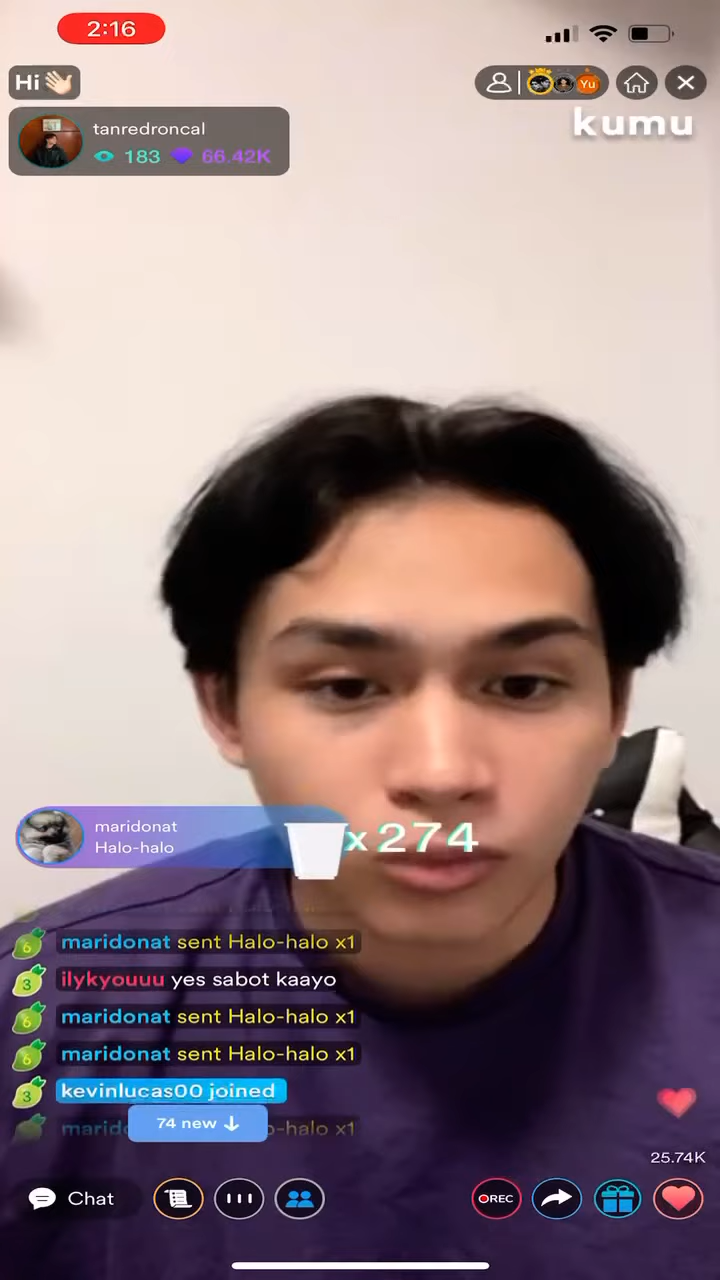 2:16
Hi👋🏻
Yu
kumu
tanredroncal
183 66.42K
maridonat
Halo-halo
x274
6 maridonat sent Halo-halo x1
3 ilykyouuu yes sabot kaayo
6 maridonat sent Halo-halo x1
6 maridonat sent Halo-halo x1
3 kevinlucas00 joined
74 new ↓
25.74K
Chat
REC